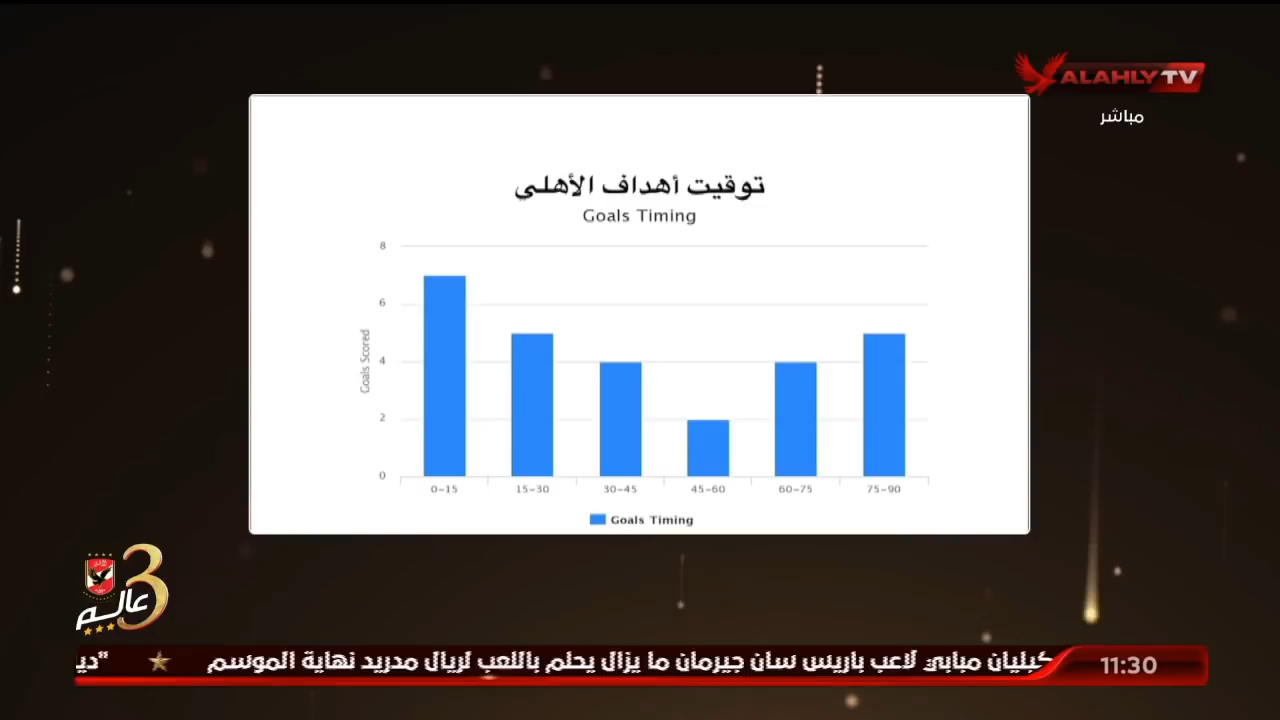 ALAHLY TV
مباشر
توقيت أهداف الأهلي
Goals Timing
Goals Scored
8
6
4
2
0
0-15
15-30
30-45
45-60
60-75
75-90
Goals Timing
3
عالم
كيليان مبابي لاعب باريس سان جيرمان ما يزال يحلم باللعب لريال مدريد نهاية الموسم
11:30